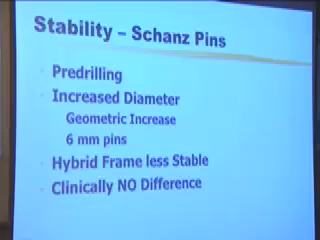 Stability – Schanz Pins
Predrilling
Increased Diameter
Geometric Increase
6 mm pins
Hybrid Frame less Stable
Clinically NO Difference